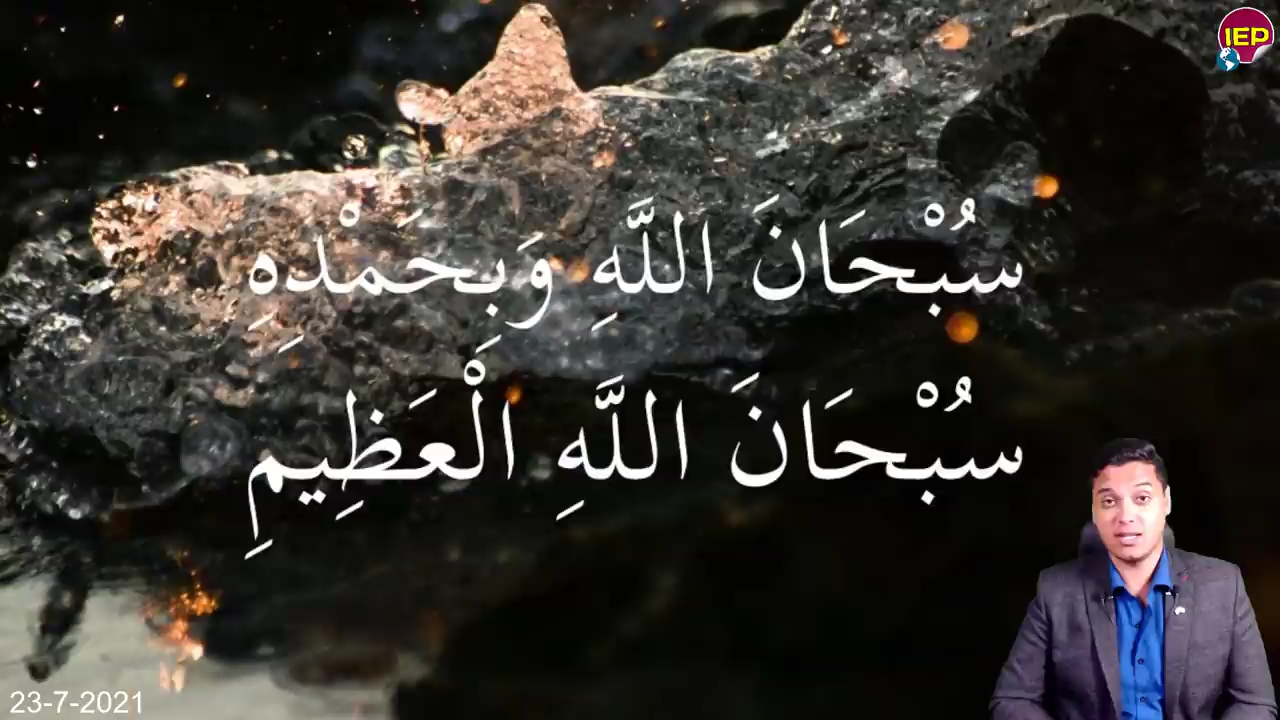 IEP
سُبْحَانَ اللَّهِ وَبِحَمْدَهِِ
سُبْحَانَ اللَّهِ الْعَظِيمِِ
23-7-2021